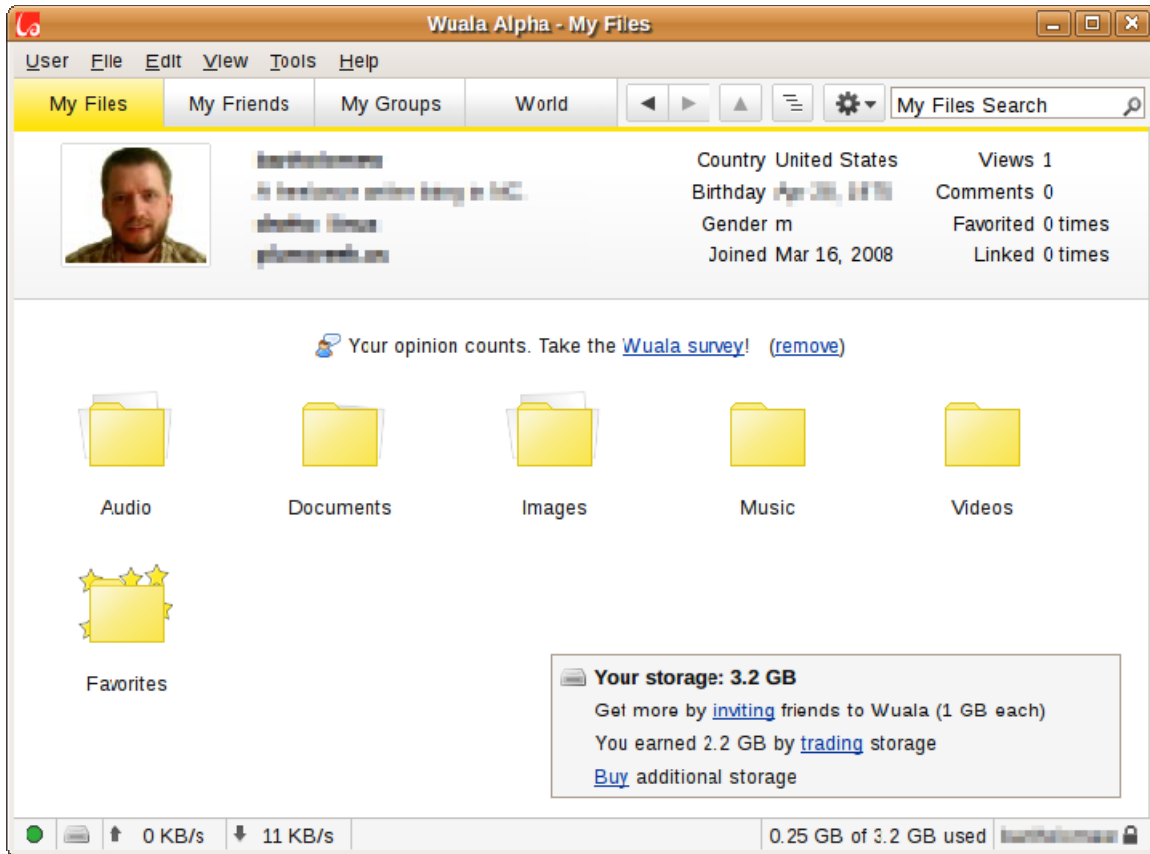 Wuala Alpha - My Files
User File Edit View Tools Help
My Files My Friends My Groups World My Files Search
Country United States Views 1
Birthday Comments 0
Gender m Favorited 0 times
Joined Mar 16, 2008 Linked 0 times
Your opinion counts. Take the Wuala survey! (remove)
Audio Documents Images Music Videos
Favorites
Your storage: 3.2 GB
Get more by inviting friends to Wuala (1 GB each)
You earned 2.2 GB by trading storage
Buy additional storage
0 KB/s 11 KB/s 0.25 GB of 3.2 GB used